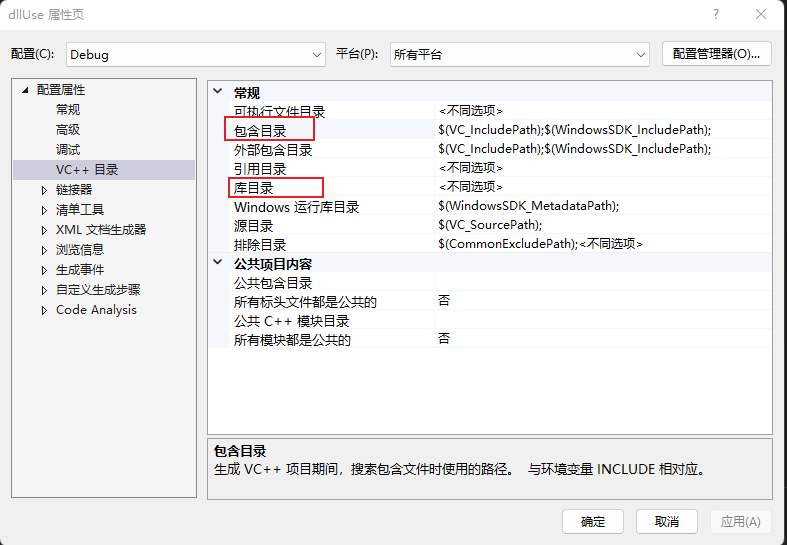 dllUse 属性页
配置(C): Debug 平台(P): 所有平台 配置管理器(O)...
配置属性
常规
高级
调试
VC++ 目录
链接器
清单工具
XML 文档生成器
浏览信息
生成事件
自定义生成步骤
Code Analysis
常规
可执行文件目录 <不同选项>
包含目录 $(VC_IncludePath);$(WindowsSDK_IncludePath);
外部包含目录 $(VC_IncludePath);$(WindowsSDK_IncludePath);
引用目录 <不同选项>
库目录 <不同选项>
Windows 运行库目录 $(WindowsSDK_MetadataPath);
源目录 $(VC_SourcePath);
排除目录 $(CommonExcludePath);<不同选项>
公共项目内容
公共包含目录
所有标头文件都是公共的 否
公共 C++ 模块目录
所有模块都是公共的 否
包含目录
生成 VC++ 项目期间，搜索包含文件时使用的路径。 与环境变量 INCLUDE 相对应。
确定 取消 应用(A)